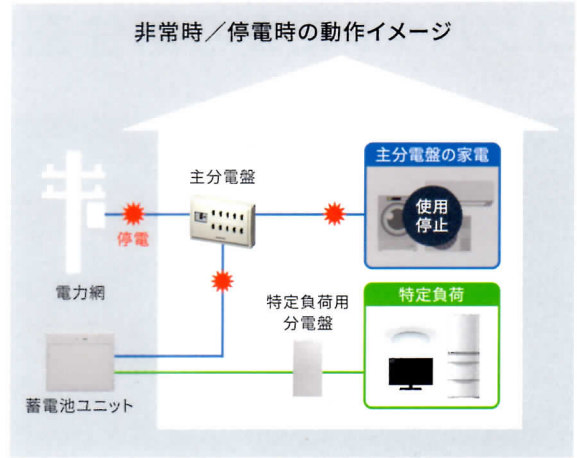 非常時／停電時の動作イメージ
主分電盤の家電
主分電盤
使用
停止
停電
電力網
特定負荷用
分電盤
特定負荷
蓄電池ユニット